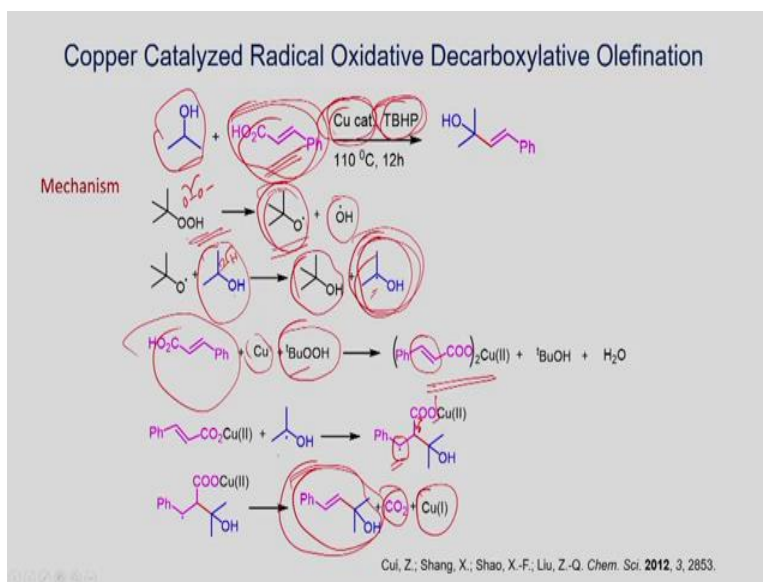 Copper Catalyzed Radical Oxidative Decarboxylative Olefination
OH
+ HO₂C Ph Cu cat. TBHP HO Ph
110 ⁰C, 12h
Mechanism
OOH O· + ȮH
O· + OH OH + OH
HO₂C Ph + Cu + ᵗBuOOH (Ph COO)₂Cu(II) + ᵗBuOH + H₂O
COOCu(II)
Ph CO₂Cu(II) + OH Ph OH
COOCu(II)
Ph OH Ph OH + CO₂ + Cu(I)
Cui, Z.; Shang, X.; Shao, X.-F.; Liu, Z.-Q. Chem. Sci. 2012, 3, 2853.